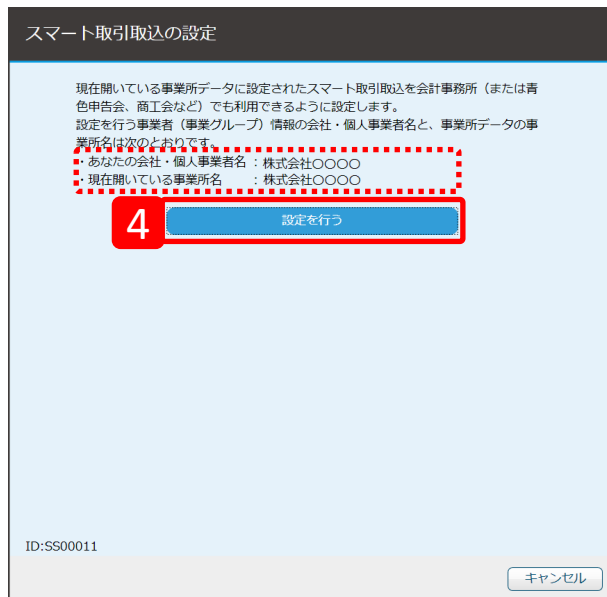 スマート取引取込の設定
現在開いている事業所データに設定されたスマート取引取込を会計事務所（または青
色申告会、商工会など）でも利用できるように設定します。
設定を行う事業者（事業グループ）情報の会社・個人事業者名と、事業所データの事
業所名は次のとおりです。
・あなたの会社・個人事業者名：株式会社〇〇〇〇
・現在開いている事業所名　　：株式会社〇〇〇〇
4
設定を行う
ID:SS00011
キャンセル